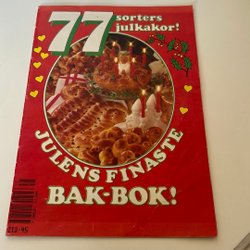 77 sorters
julkakor!
JULENS FINASTE
BAK-BOK!